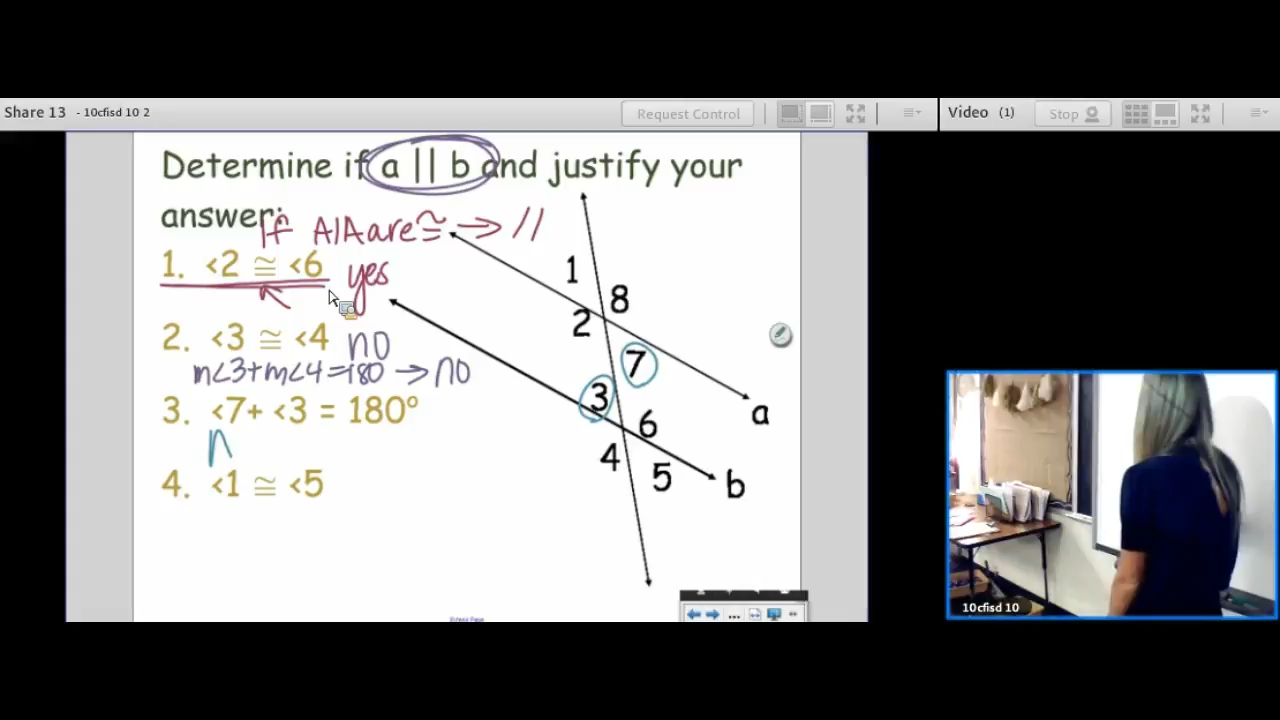 Share 13 - 10cfisd 10 2
Request Control
Video (1)
Stop
Determine if a || b and justify your
answer:
If AIA are ≅ → //
1. <2 ≅ <6 yes
2. <3 ≅ <4 no
m<3+m<4=180 → no
3. <7+ <3 = 180°
n
4. <1 ≅ <5
1
8
2
7
3
6
4
5
a
b
10cfisd 10